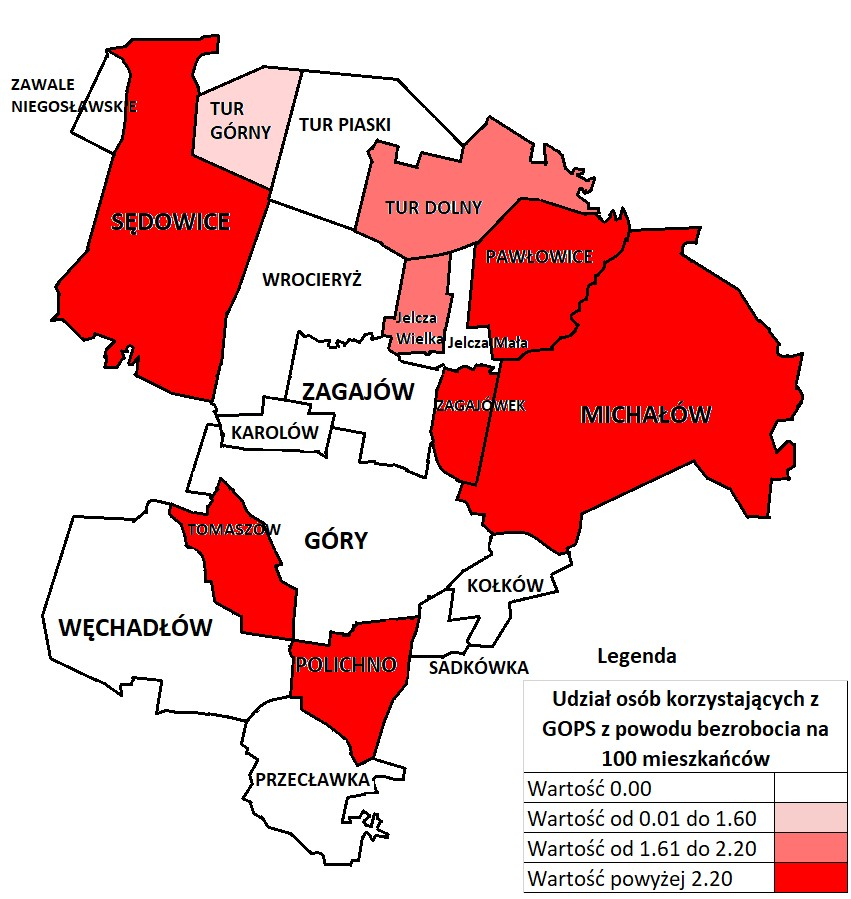 ZAWALE
NIEGOSŁAWSKIE
TUR
GÓRNY
TUR PIASKI
TUR DOLNY
SĘDOWICE
PAWŁOWICE
WROCIERYŻ
Jelcza
Wielka
Jelcza Mała
ZAGAJÓW
ZAGAJÓWEK
MICHAŁÓW
KAROLÓW
TOMASZÓW
GÓRY
KOŁKÓW
WĘCHADŁÓW
POLICHNO
SADKÓWKA
PRZECŁAWKA
Legenda
Udział osób korzystających z
GOPS z powodu bezrobocia na
100 mieszkańców
Wartość 0.00
Wartość od 0.01 do 1.60
Wartość od 1.61 do 2.20
Wartość powyżej 2.20